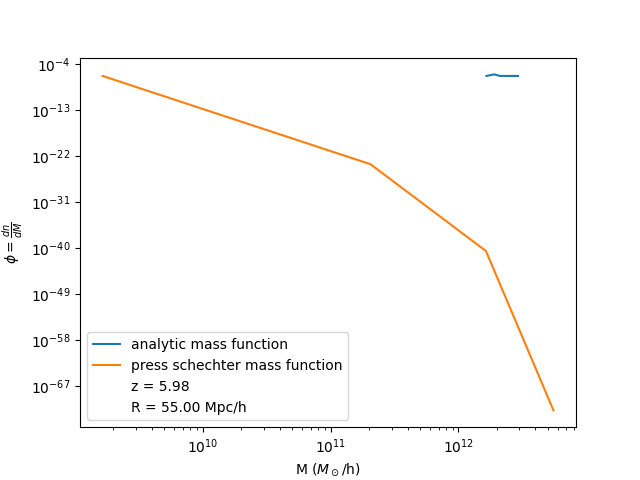 10⁻⁴
10⁻¹³
10⁻²²
10⁻³¹
10⁻⁴⁰
10⁻⁴⁹
10⁻⁵⁸
10⁻⁶⁷
ϕ = dn/dM
analytic mass function
press schechter mass function
z = 5.98
R = 55.00 Mpc/h
10¹⁰
10¹¹
10¹²
M (M⊙/h)